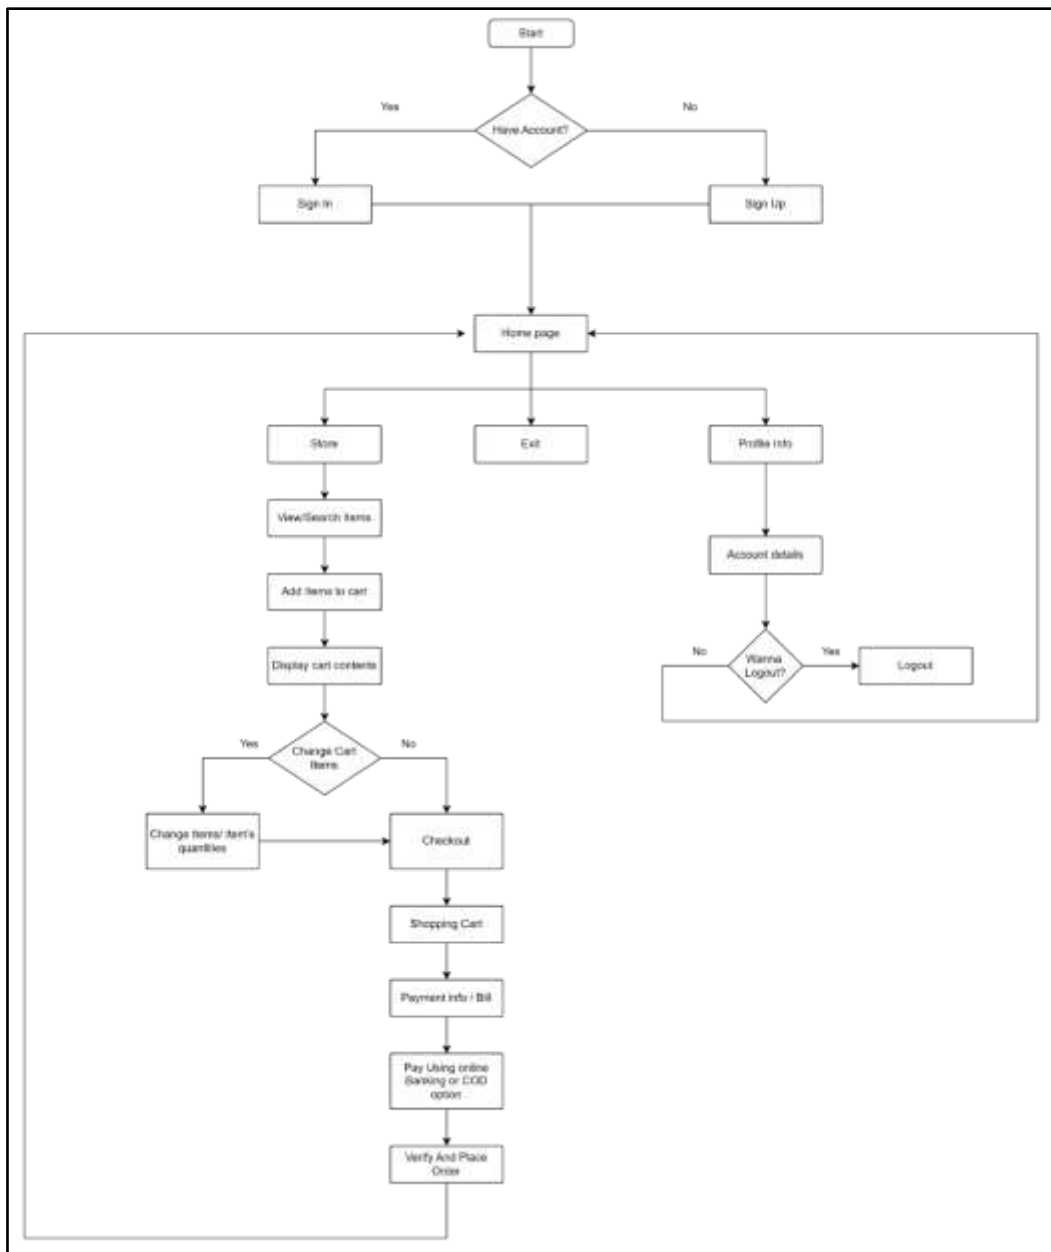 Start
Yes
No
Have Account?
Sign In
Sign Up
Home page
Store
Exit
Profile Info
View/Search Items
Account details
Add Items to cart
No
Wanna
Logout?
Yes
Logout
Display cart contents
Yes
No
Change Cart
Items
Change Items/ Item's
quantities
Checkout
Shopping Cart
Payment info / Bill
Pay Using online
Banking or COD
option
Verify And Place
Order